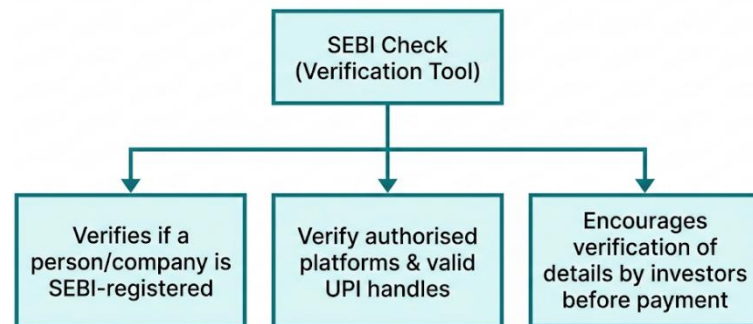 SEBI Check
(Verification Tool)
Verifies if a
person/company is
SEBI-registered
Verify authorised
platforms & valid
UPI handles
Encourages
verification of
details by investors
before payment